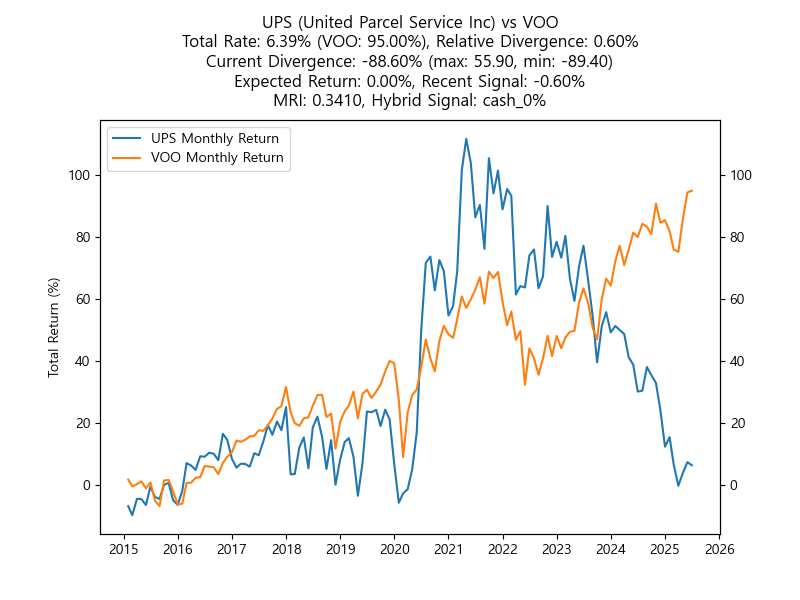 UPS (United Parcel Service Inc) vs VOO
Total Rate: 6.39% (VOO: 95.00%), Relative Divergence: 0.60%
Current Divergence: -88.60% (max: 55.90, min: -89.40)
Expected Return: 0.00%, Recent Signal: -0.60%
MRI: 0.3410, Hybrid Signal: cash_0%
UPS Monthly Return
VOO Monthly Return
Total Return (%)
100
80
60
40
20
0
100
80
60
40
20
0
2015 2016 2017 2018 2019 2020 2021 2022 2023 2024 2025 2026